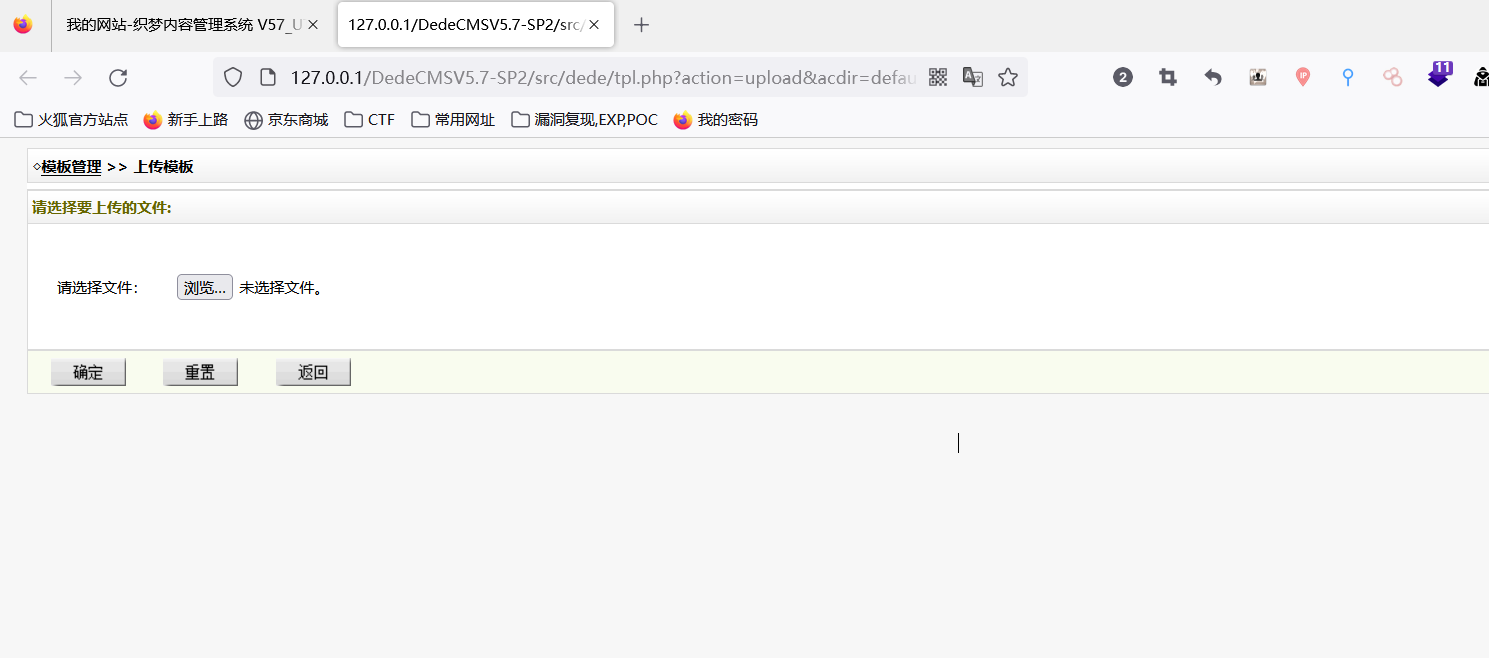 我的网站-织梦内容管理系统 V57_U
127.0.0.1/DedeCMSV5.7-SP2/src/
127.0.0.1/DedeCMSV5.7-SP2/src/dede/tpl.php?action=upload&acdir=defau
2
IP
11
火狐官方站点 新手上路 京东商城 CTF 常用网址 漏洞复现,EXP,POC 我的密码
模板管理 >> 上传模板
请选择要上传的文件:
请选择文件: 浏览... 未选择文件。
确定 重置 返回